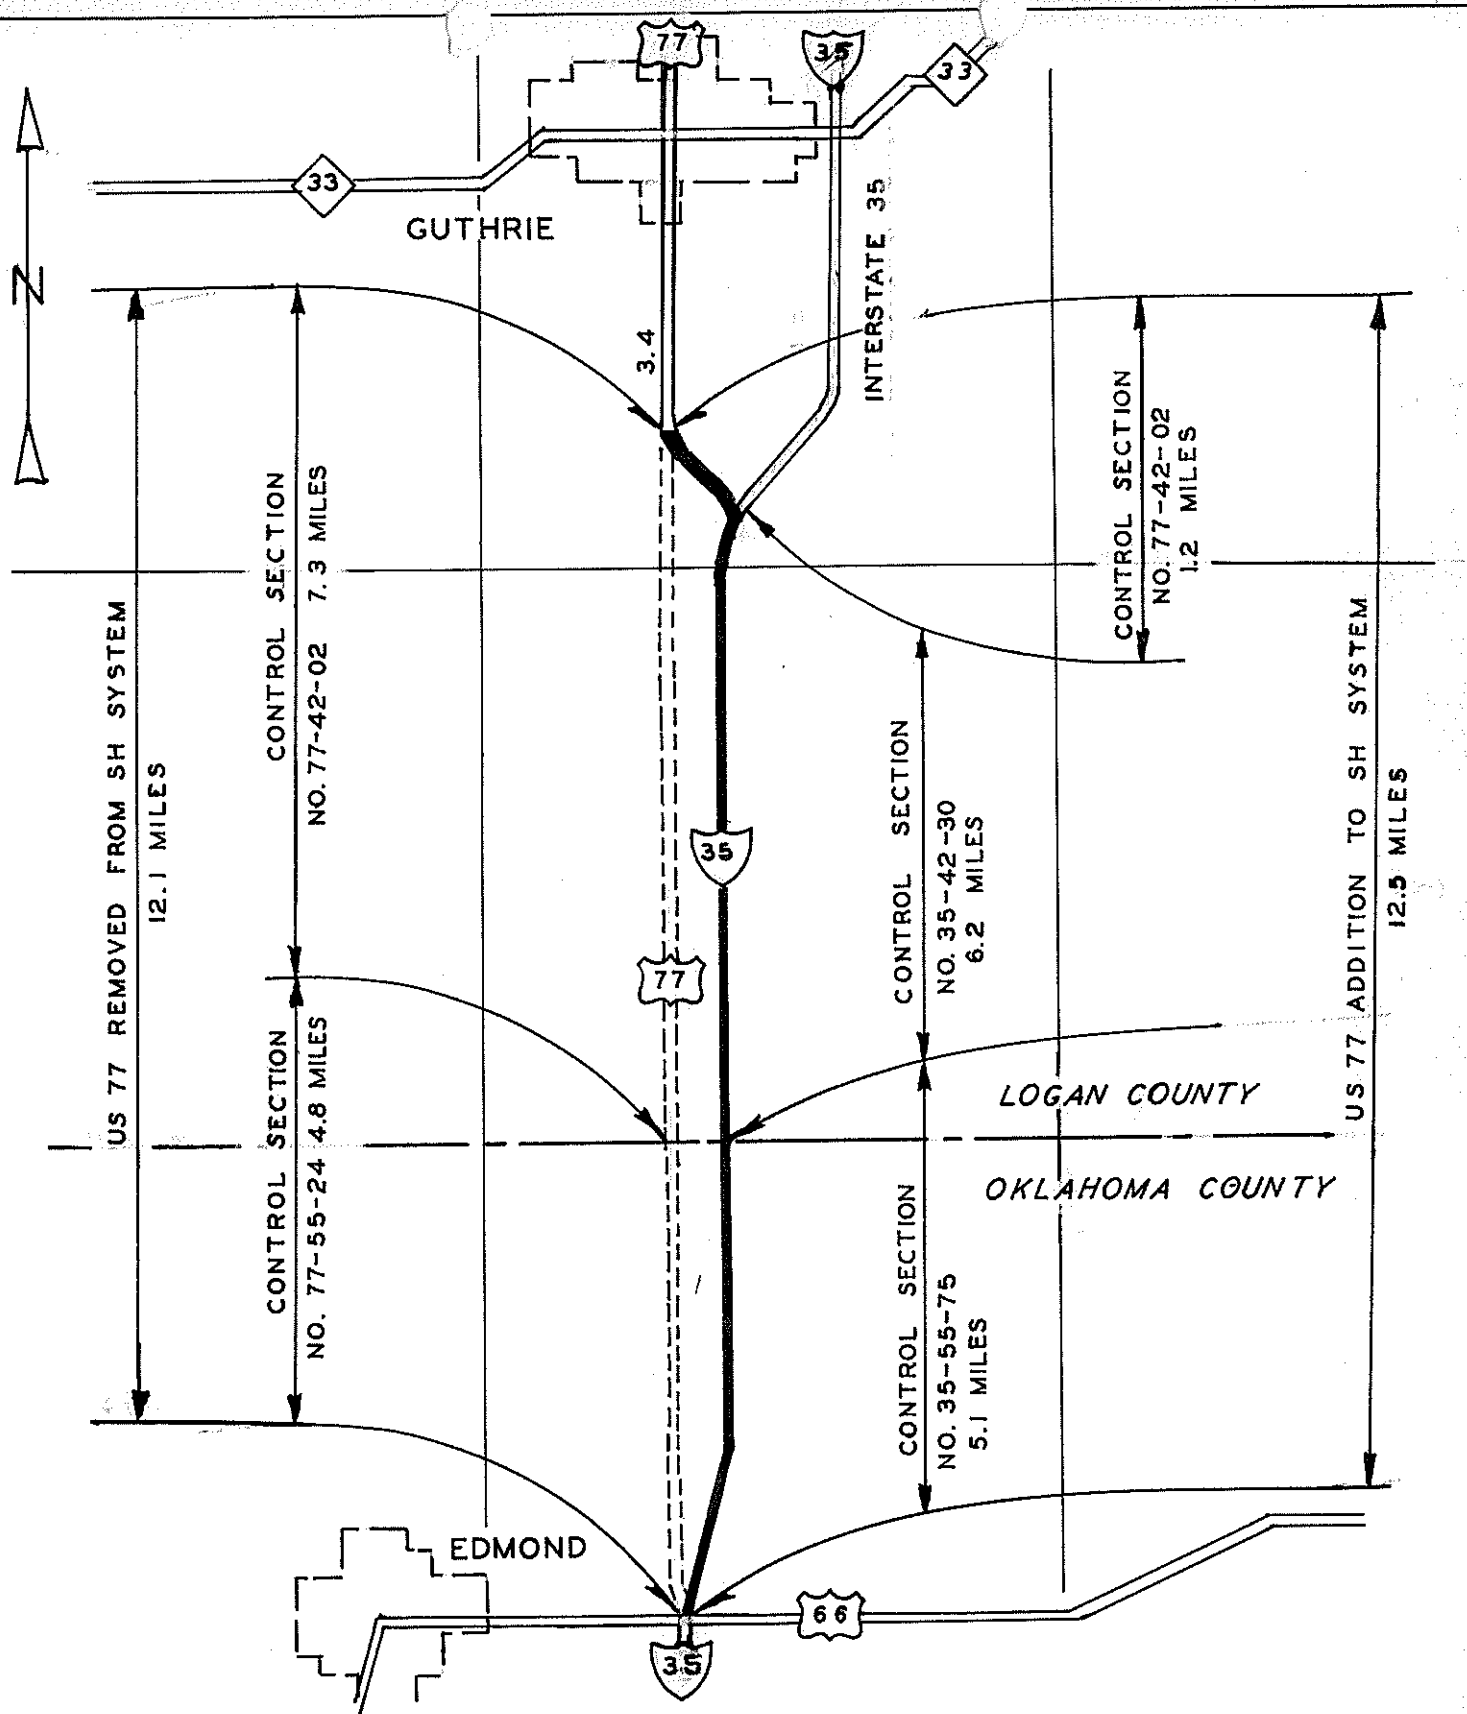 77
35
33
33
GUTHRIE
N
INTERSTATE 35
3.4
CONTROL SECTION
NO. 77-42-02 7.3 MILES
CONTROL SECTION
NO. 77-42-02
1.2 MILES
US 77 REMOVED FROM SH SYSTEM
12.1 MILES
US 77 ADDITION TO SH SYSTEM
12.5 MILES
35
CONTROL SECTION
NO. 35-42-30
6.2 MILES
77
CONTROL SECTION
NO. 77-55-24 4.8 MILES
LOGAN COUNTY
OKLAHOMA COUNTY
CONTROL SECTION
NO. 35-55-75
5.1 MILES
EDMOND
66
35